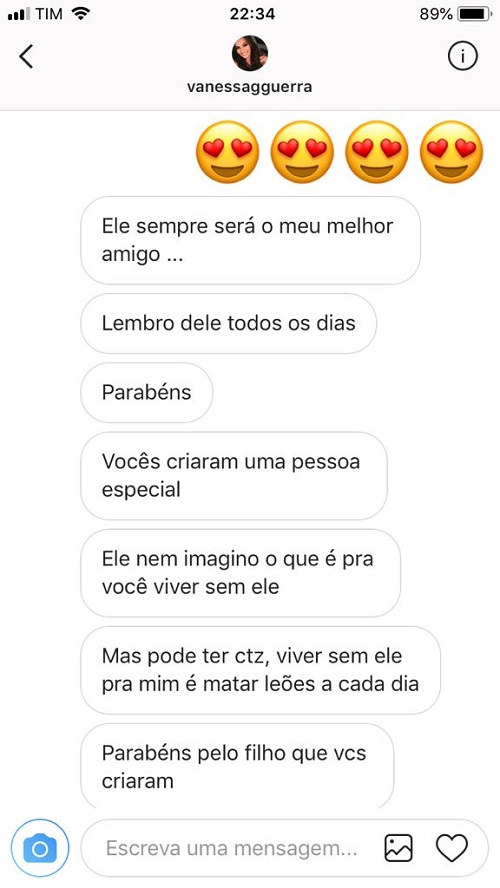 TIM 22:34 89%
vanessagguerra
Ele sempre será o meu melhor
amigo ...
Lembro dele todos os dias
Parabéns
Vocês criaram uma pessoa
especial
Ele nem imagino o que é pra
você viver sem ele
Mas pode ter ctz, viver sem ele
pra mim é matar leões a cada dia
Parabéns pelo filho que vcs
criaram
Escreva uma mensagem...